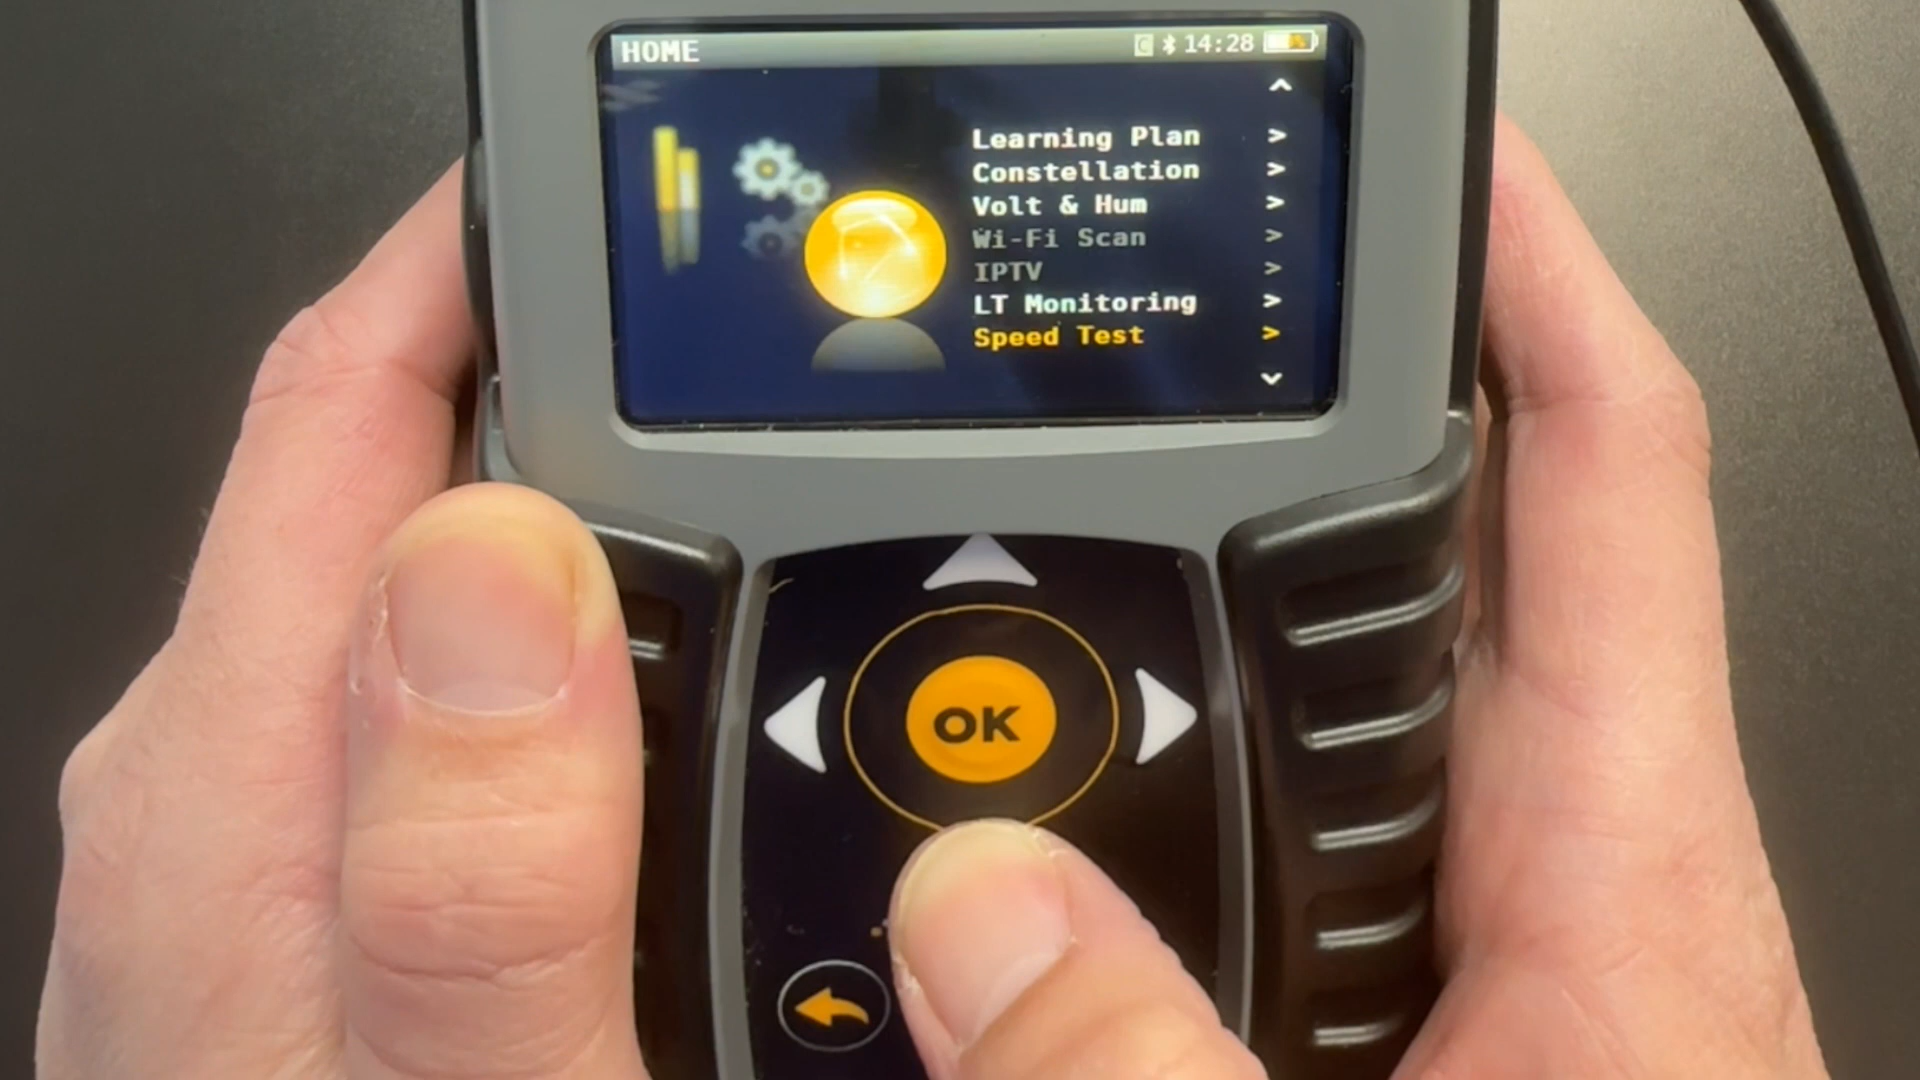 HOME
C 14:28
Learning Plan >
Constellation >
Volt & Hum >
Wi-Fi Scan >
IPTV >
LT Monitoring >
Speed Test >
OK